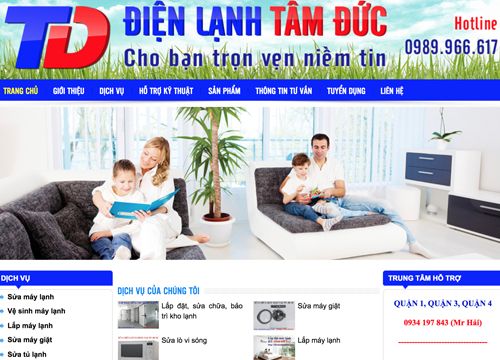 TD
ĐIỆN LẠNH TÂM ĐỨC
Cho bạn trọn vẹn niềm tin
Hotline
0989.966.617
TRANG CHỦ GIỚI THIỆU DỊCH VỤ HỖ TRỢ KỸ THUẬT SẢN PHẨM THÔNG TIN TƯ VẤN TUYỂN DỤNG LIÊN HỆ
DỊCH VỤ
Sửa máy lạnh
Vệ sinh máy lạnh
Lắp máy lạnh
Sửa máy giặt
Sửa tủ lạnh
DỊCH VỤ CỦA CHÚNG TÔI
Lắp đặt, sửa chữa, bảo
trì kho lạnh
Sửa máy giặt
Sửa lò vi sóng
Lắp máy lạnh
TRUNG TÂM HỖ TRỢ
QUẬN 1, QUẬN 3, QUẬN 4
0934 197 843 (Mr Hải)